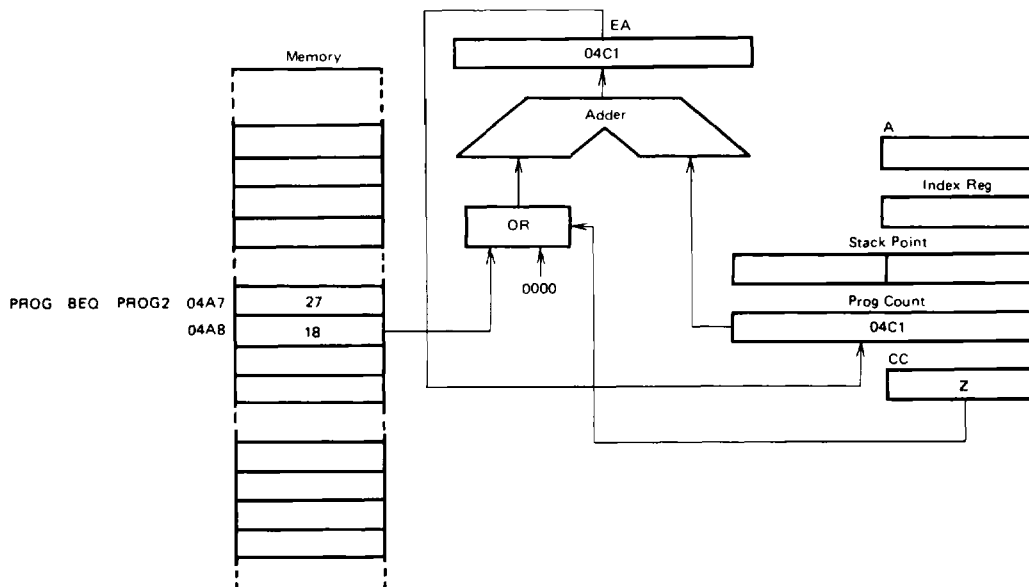 EA
04C1
Memory
Adder
A
Index Reg
OR
Stack Point
0000
PROG BEQ PROG2 04A7 27
Prog Count
04A8 18
04C1
CC
Z